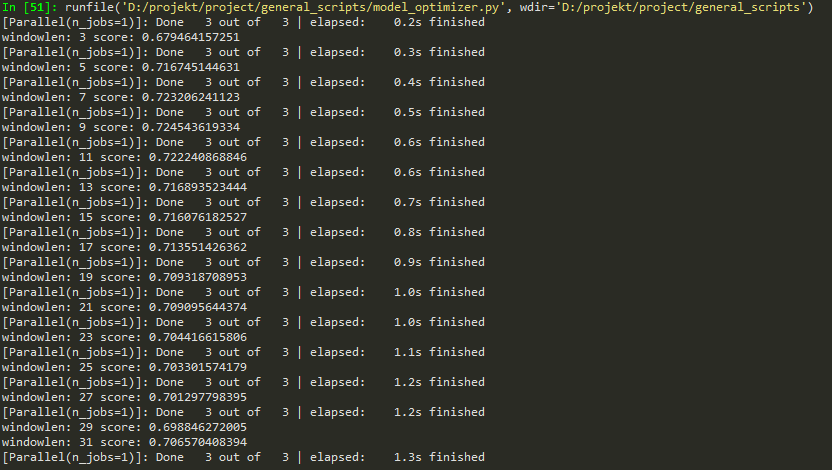 In [51]: runfile('D:/projekt/project/general_scripts/model_optimizer.py', wdir='D:/projekt/project/general_scripts')
[Parallel(n_jobs=1)]: Done   3 out of   3 | elapsed:    0.2s finished
windowlen: 3 score: 0.679464157251
[Parallel(n_jobs=1)]: Done   3 out of   3 | elapsed:    0.3s finished
windowlen: 5 score: 0.716745144631
[Parallel(n_jobs=1)]: Done   3 out of   3 | elapsed:    0.4s finished
windowlen: 7 score: 0.723206241123
[Parallel(n_jobs=1)]: Done   3 out of   3 | elapsed:    0.5s finished
windowlen: 9 score: 0.724543619334
[Parallel(n_jobs=1)]: Done   3 out of   3 | elapsed:    0.6s finished
windowlen: 11 score: 0.722240868846
[Parallel(n_jobs=1)]: Done   3 out of   3 | elapsed:    0.6s finished
windowlen: 13 score: 0.716893523444
[Parallel(n_jobs=1)]: Done   3 out of   3 | elapsed:    0.7s finished
windowlen: 15 score: 0.716076182527
[Parallel(n_jobs=1)]: Done   3 out of   3 | elapsed:    0.8s finished
windowlen: 17 score: 0.713551426362
[Parallel(n_jobs=1)]: Done   3 out of   3 | elapsed:    0.9s finished
windowlen: 19 score: 0.709318708953
[Parallel(n_jobs=1)]: Done   3 out of   3 | elapsed:    1.0s finished
windowlen: 21 score: 0.709095644374
[Parallel(n_jobs=1)]: Done   3 out of   3 | elapsed:    1.0s finished
windowlen: 23 score: 0.704416615806
[Parallel(n_jobs=1)]: Done   3 out of   3 | elapsed:    1.1s finished
windowlen: 25 score: 0.703301574179
[Parallel(n_jobs=1)]: Done   3 out of   3 | elapsed:    1.2s finished
windowlen: 27 score: 0.701297798395
[Parallel(n_jobs=1)]: Done   3 out of   3 | elapsed:    1.2s finished
windowlen: 29 score: 0.698846272005
windowlen: 31 score: 0.706570408394
[Parallel(n_jobs=1)]: Done   3 out of   3 | elapsed:    1.3s finished